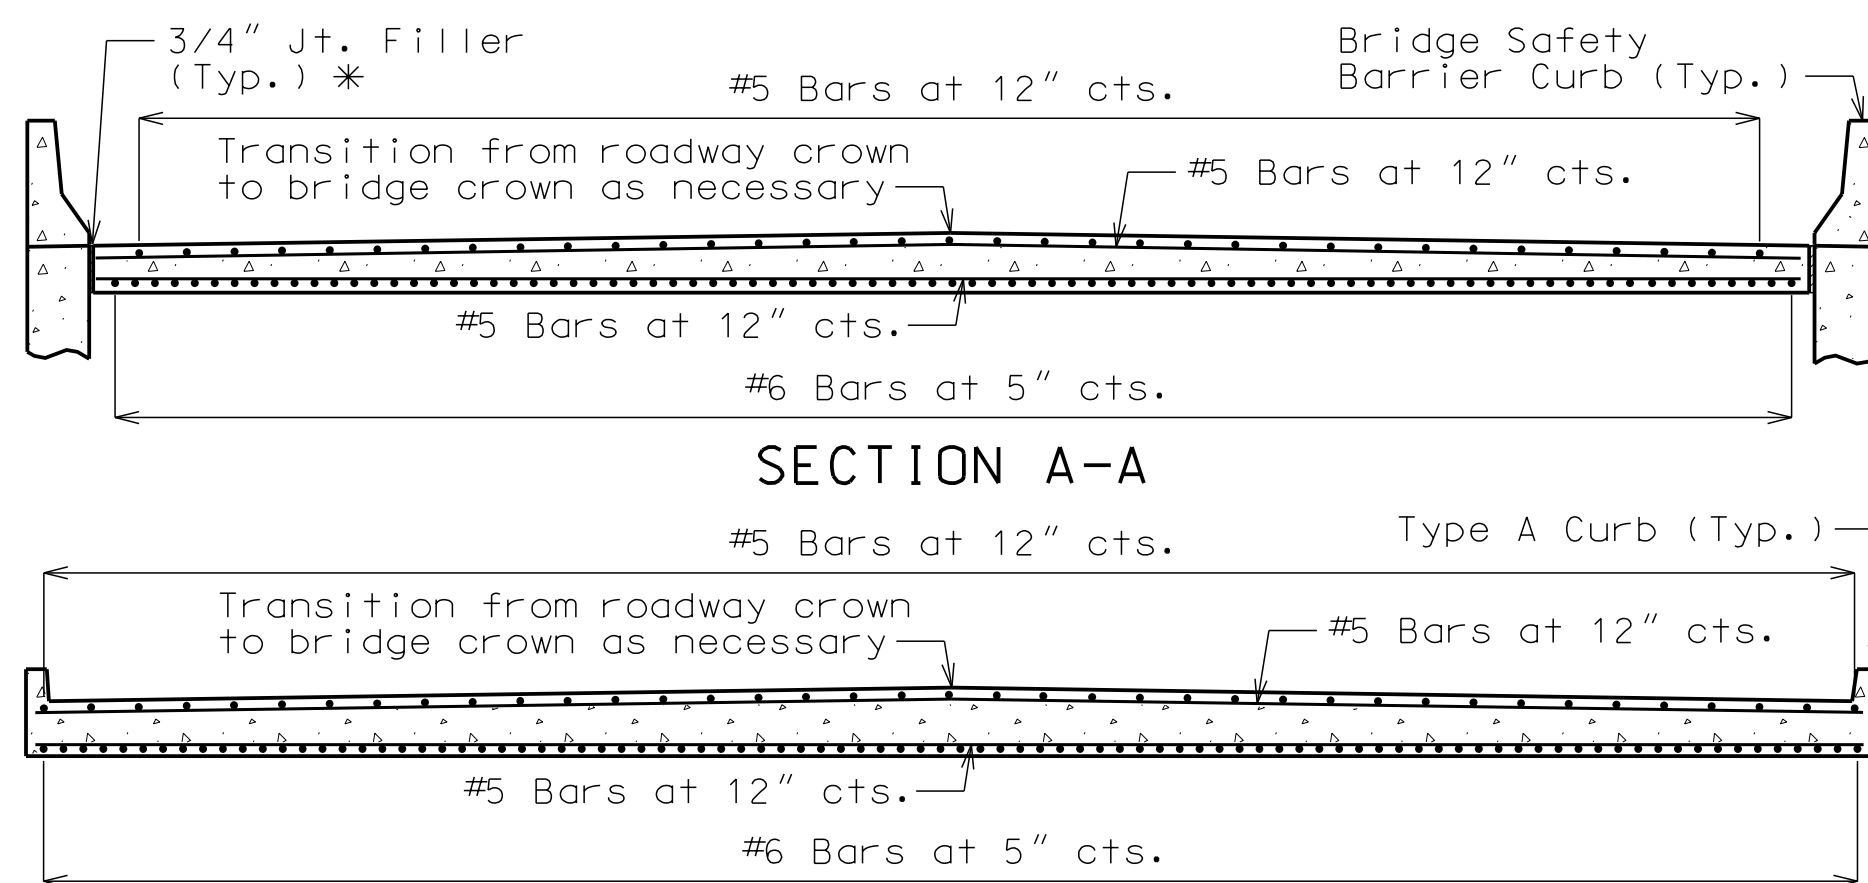 3/4" Jt. Filler
(Typ.) *
Bridge Safety
Barrier Curb (Typ.)
#5 Bars at 12" cts.
Transition from roadway crown
to bridge crown as necessary
#5 Bars at 12" cts.
#5 Bars at 12" cts.
#6 Bars at 5" cts.
SECTION A-A
#5 Bars at 12" cts.
Type A Curb (Typ.)
Transition from roadway crown
to bridge crown as necessary
#5 Bars at 12" cts.
#5 Bars at 12" cts.
#6 Bars at 5" cts.